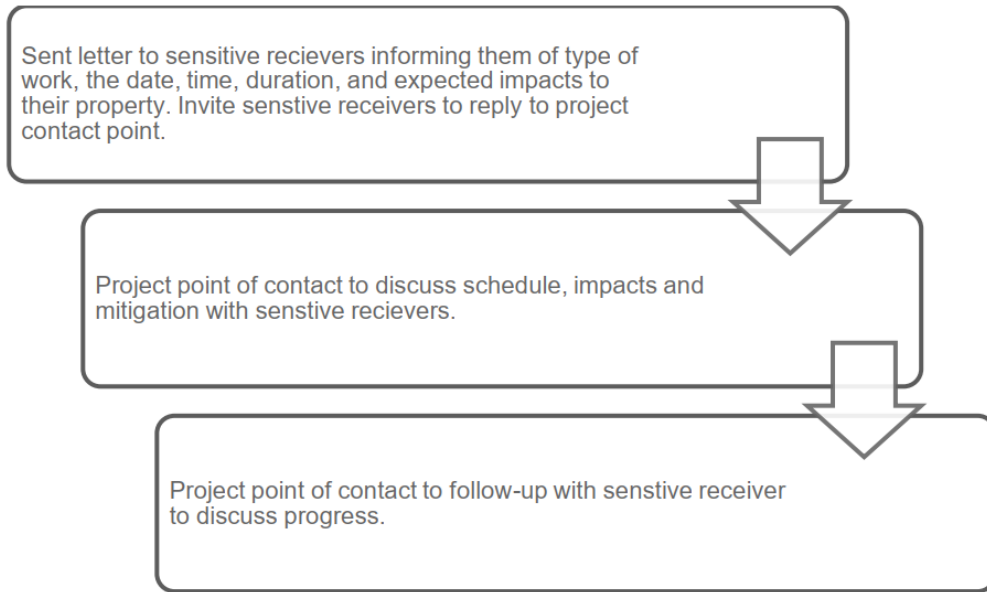 Sent letter to sensitive recievers informing them of type of
work, the date, time, duration, and expected impacts to
their property. Invite senstive receivers to reply to project
contact point.
Project point of contact to discuss schedule, impacts and
mitigation with senstive recievers.
Project point of contact to follow-up with senstive receiver
to discuss progress.